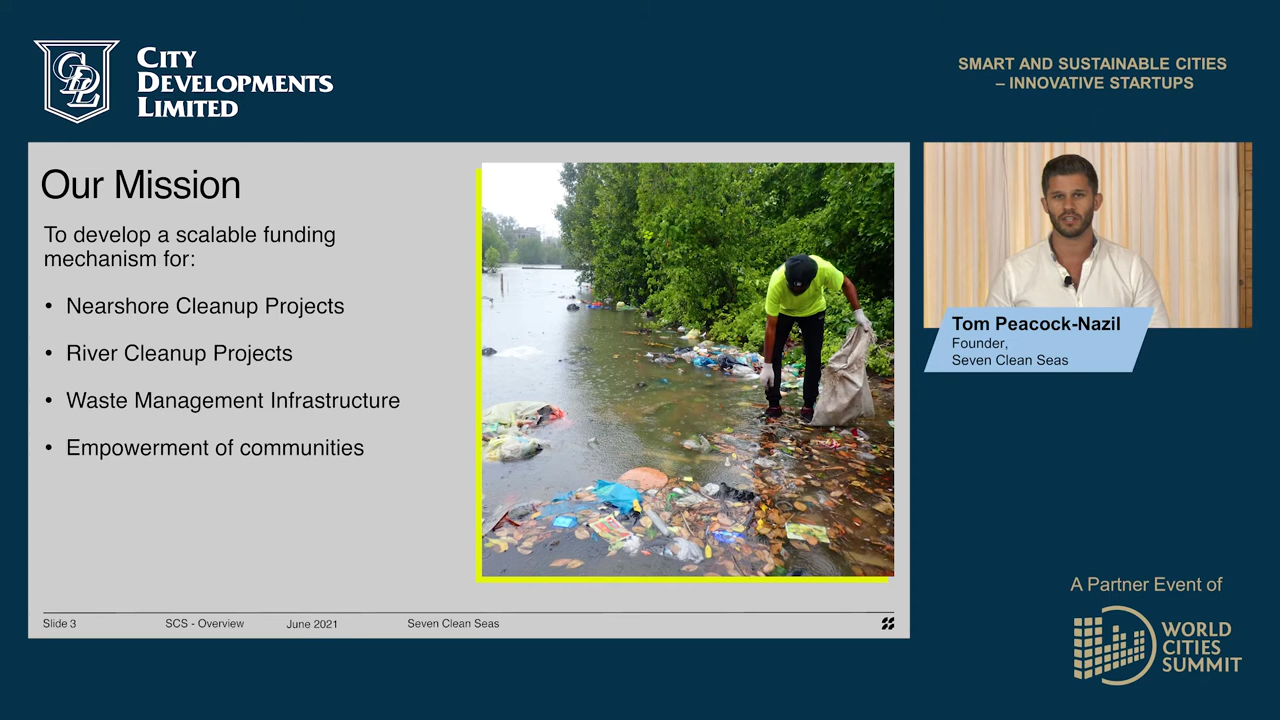 CITY
DEVELOPMENTS
LIMITED
SMART AND SUSTAINABLE CITIES
– INNOVATIVE STARTUPS
Our Mission
To develop a scalable funding
mechanism for:
• Nearshore Cleanup Projects
• River Cleanup Projects
• Waste Management Infrastructure
• Empowerment of communities
Slide 3 SCS - Overview June 2021 Seven Clean Seas
Tom Peacock-Nazil
Founder,
Seven Clean Seas
A Partner Event of
WORLD
CITIES
SUMMIT